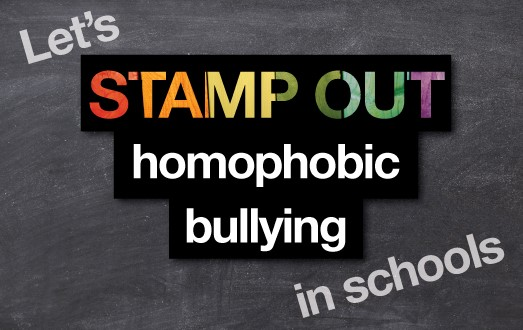 Let's
STAMP OUT
homophobic
bullying
in schools